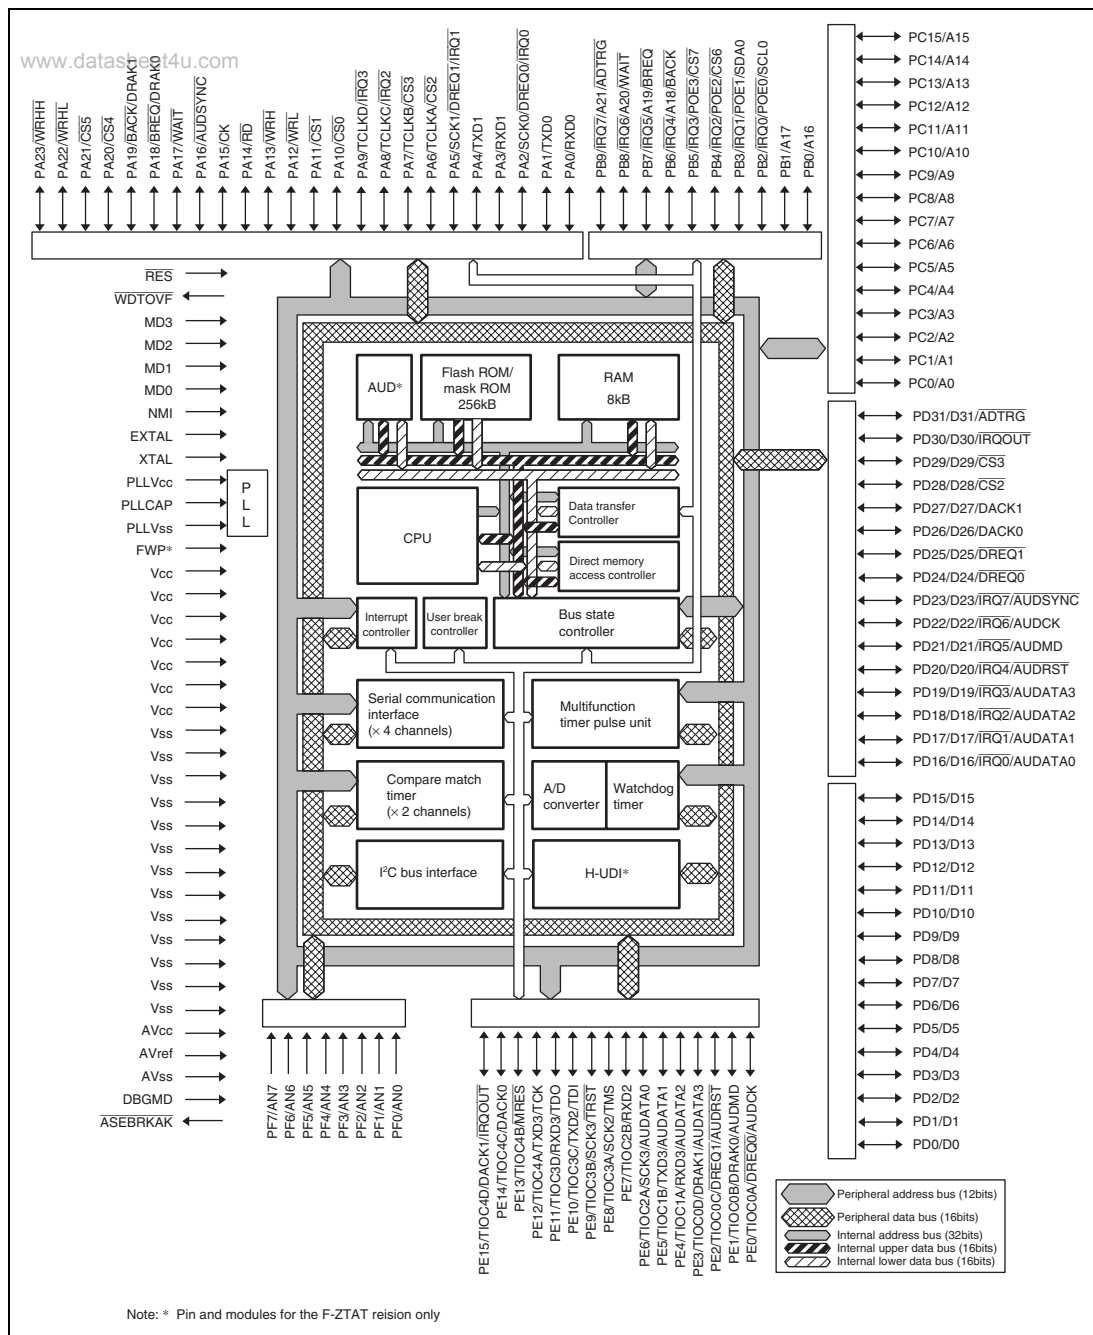 www.datasheet4u.com
PA23/WRHH
PA22/WRHL
PA21/CS5
PA20/CS4
PA19/BACK/DRAK1
PA18/BREQ/DRAK0
PA17/WAIT
PA16/AUDSYNC
PA15/CK
PA14/RD
PA13/WRH
PA12/WRL
PA11/CS1
PA10/CS0
PA9/TCLKD/IRQ3
PA8/TCLKC/IRQ2
PA7/TCLKB/CS3
PA6/TCLKA/CS2
PA5/SCK1/DREQ1/IRQ1
PA4/TXD1
PA3/RXD1
PA2/SCK0/DREQ0/IRQ0
PA1/TXD0
PA0/RXD0
PB9/IRQ7/A21/ADTRG
PB8/IRQ6/A20/WAIT
PB7/IRQ5/A19/BREQ
PB6/IRQ4/A18/BACK
PB5/IRQ3/POE3/CS7
PB4/IRQ2/POE2/CS6
PB3/IRQ1/POE1/SDA0
PB2/IRQ0/POE0/SCL0
PB1/A17
PB0/A16
PC15/A15
PC14/A14
PC13/A13
PC12/A12
PC11/A11
PC10/A10
PC9/A9
PC8/A8
PC7/A7
PC6/A6
PC5/A5
PC4/A4
PC3/A3
PC2/A2
PC1/A1
PC0/A0
RES
WDTOVF
MD3
MD2
MD1
MD0
NMI
EXTAL
XTAL
PLLVcc
PLLCAP
PLLVss
FWP*
Vcc
Vcc
Vcc
Vcc
Vcc
Vcc
Vcc
Vss
Vss
Vss
Vss
Vss
Vss
Vss
Vss
Vss
Vss
Vss
Vss
Vss
AVcc
AVref
AVss
DBGMD
ASEBRKAK
P
L
L
AUD*
Flash ROM/
mask ROM
256kB
RAM
8kB
CPU
Data transfer
Controller
Direct memory
access controller
Interrupt
controller
User break
controller
Bus state
controller
Serial communication
interface
(× 4 channels)
Multifunction
timer pulse unit
Compare match
timer
(× 2 channels)
A/D
converter
Watchdog
timer
I²C bus interface
H-UDI*
PD31/D31/ADTRG
PD30/D30/IRQOUT
PD29/D29/CS3
PD28/D28/CS2
PD27/D27/DACK1
PD26/D26/DACK0
PD25/D25/DREQ1
PD24/D24/DREQ0
PD23/D23/IRQ7/AUDSYNC
PD22/D22/IRQ6/AUDCK
PD21/D21/IRQ5/AUDMD
PD20/D20/IRQ4/AUDRST
PD19/D19/IRQ3/AUDATA3
PD18/D18/IRQ2/AUDATA2
PD17/D17/IRQ1/AUDATA1
PD16/D16/IRQ0/AUDATA0
PD15/D15
PD14/D14
PD13/D13
PD12/D12
PD11/D11
PD10/D10
PD9/D9
PD8/D8
PD7/D7
PD6/D6
PD5/D5
PD4/D4
PD3/D3
PD2/D2
PD1/D1
PD0/D0
PF7/AN7
PF6/AN6
PF5/AN5
PF4/AN4
PF3/AN3
PF2/AN2
PF1/AN1
PF0/AN0
PE15/TIOC4D/DACK1/IRQOUT
PE14/TIOC4C/DACK0
PE13/TIOC4B/MRES
PE12/TIOC4A/TXD3/TCK
PE11/TIOC3D/RXD3/TDO
PE10/TIOC3C/TXD2/TDI
PE9/TIOC3B/SCK3/TRST
PE8/TIOC3A/SCK2/TMS
PE7/TIOC2B/RXD2
PE6/TIOC2A/SCK3/AUDATA0
PE5/TIOC1B/TXD3/AUDATA1
PE4/TIOC1A/RXD3/AUDATA2
PE3/TIOC0D/DRAK1/AUDATA3
PE2/TIOC0C/DREQ1/AUDRST
PE1/TIOC0B/DRAK0/AUDMD
PE0/TIOC0A/DREQ0/AUDCK
Peripheral address bus (12bits)
Peripheral data bus (16bits)
Internal address bus (32bits)
Internal upper data bus (16bits)
Internal lower data bus (16bits)
Note: * Pin and modules for the F-ZTAT reision only